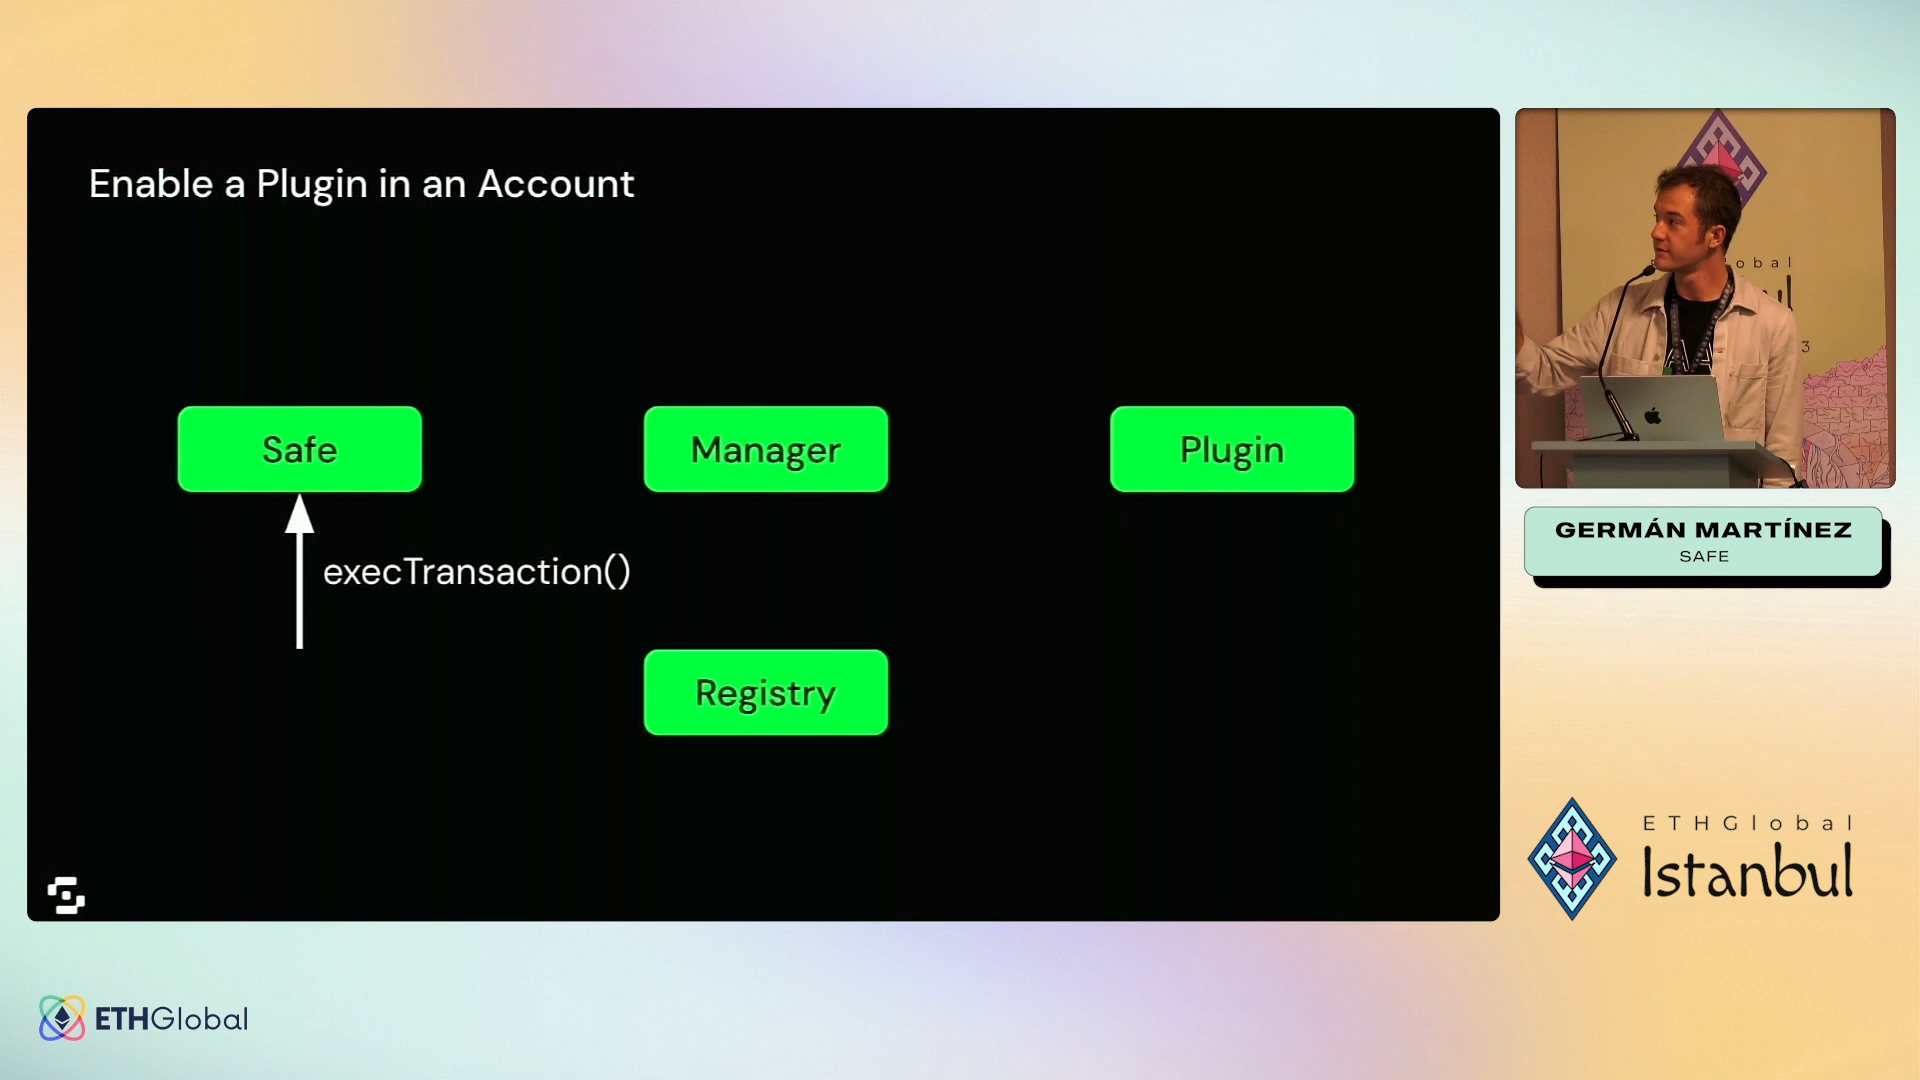 Enable a Plugin in an Account
Safe
Manager
Plugin
execTransaction()
Registry
GERMÁN MARTÍNEZ
SAFE
ETHGlobal
Istanbul
ETHGlobal